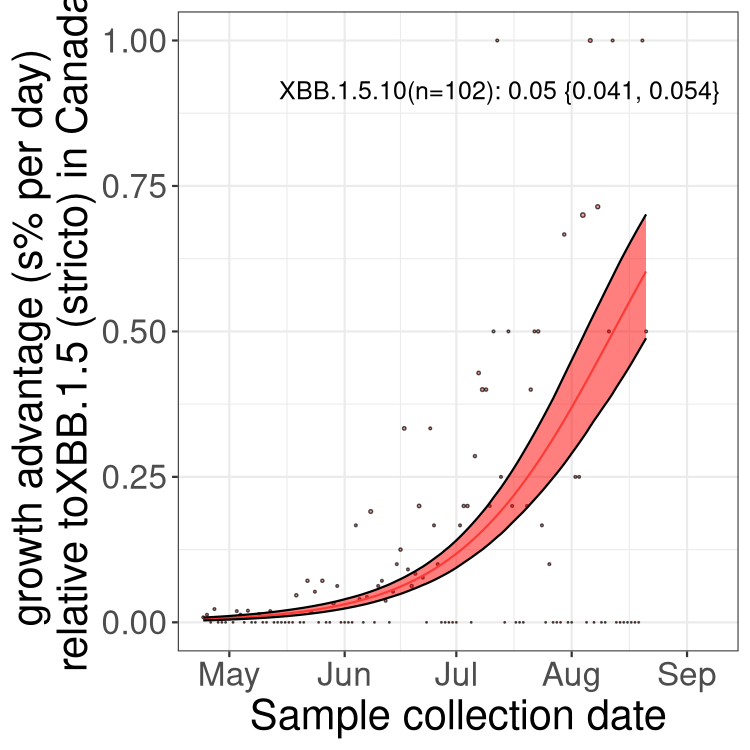 growth advantage (s% per day)
relative toXBB.1.5 (stricto) in Canada
1.00
0.75
0.50
0.25
0.00
XBB.1.5.10(n=102): 0.05 {0.041, 0.054}
May Jun Jul Aug Sep
Sample collection date